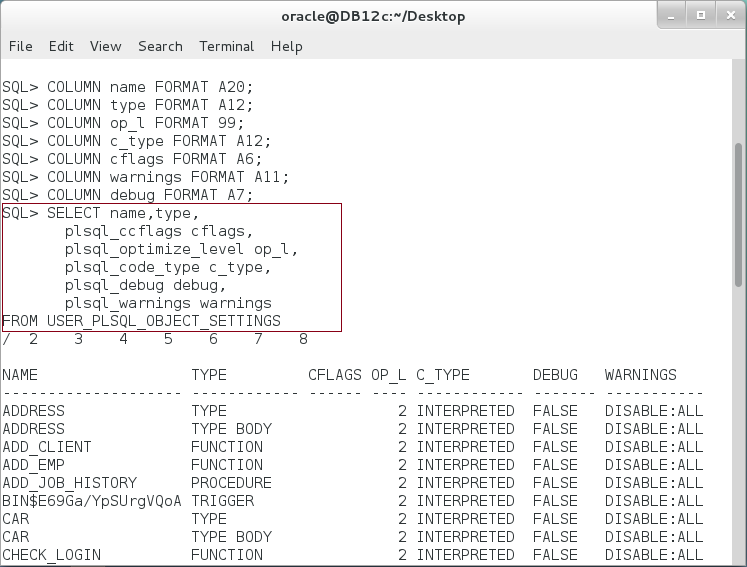 oracle@DB12c:~/Desktop
File Edit View Search Terminal Help
SQL> COLUMN name FORMAT A20;
SQL> COLUMN type FORMAT A12;
SQL> COLUMN op_l FORMAT 99;
SQL> COLUMN c_type FORMAT A12;
SQL> COLUMN cflags FORMAT A6;
SQL> COLUMN warnings FORMAT A11;
SQL> COLUMN debug FORMAT A7;
SQL> SELECT name,type,
       plsql_ccflags cflags,
       plsql_optimize_level op_l,
       plsql_code_type c_type,
       plsql_debug debug,
       plsql_warnings warnings
FROM USER_PLSQL_OBJECT_SETTINGS
/  2    3    4    5    6    7    8
NAME                 TYPE         CFLAGS OP_L C_TYPE       DEBUG   WARNINGS
-------------------- ------------ ------ ---- ------------ ------- -----------
ADDRESS              TYPE                   2 INTERPRETED  FALSE   DISABLE:ALL
ADDRESS              TYPE BODY              2 INTERPRETED  FALSE   DISABLE:ALL
ADD_CLIENT           FUNCTION               2 INTERPRETED  FALSE   DISABLE:ALL
ADD_EMP              FUNCTION               2 INTERPRETED  FALSE   DISABLE:ALL
ADD_JOB_HISTORY      PROCEDURE              2 INTERPRETED  FALSE   DISABLE:ALL
BIN$E69Ga/YpSUrgVQoA TRIGGER                2 INTERPRETED  FALSE   DISABLE:ALL
CAR                  TYPE                   2 INTERPRETED  FALSE   DISABLE:ALL
CAR                  TYPE BODY              2 INTERPRETED  FALSE   DISABLE:ALL
CHECK_LOGIN          FUNCTION               2 INTERPRETED  FALSE   DISABLE:ALL